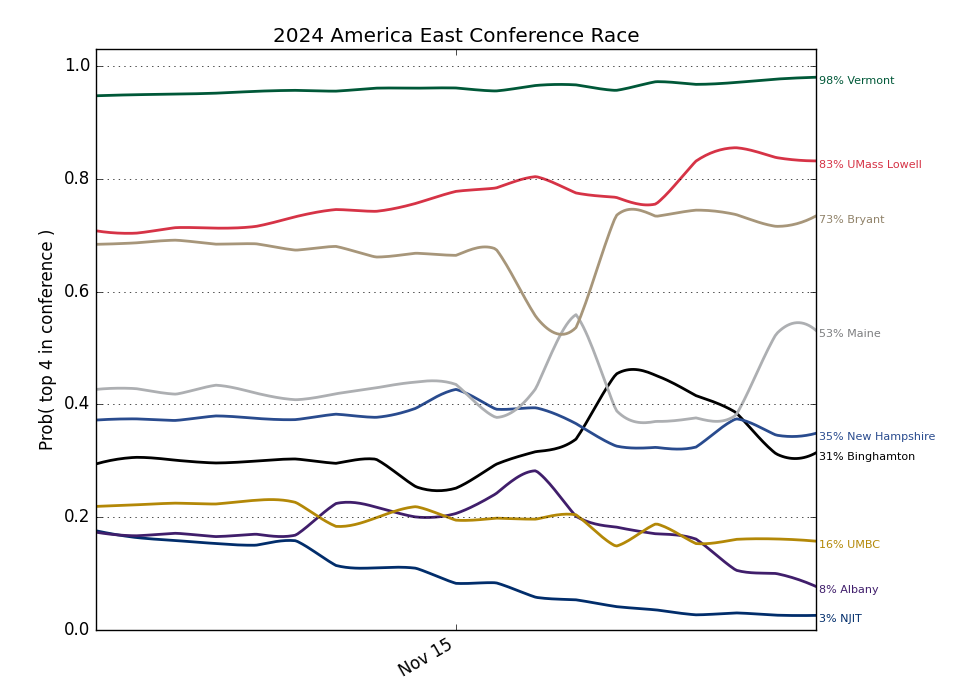 2024 America East Conference Race
Prob( top 4 in conference )
1.0
0.8
0.6
0.4
0.2
0.0
Nov 15
98% Vermont
83% UMass Lowell
73% Bryant
53% Maine
35% New Hampshire
31% Binghamton
16% UMBC
8% Albany
3% NJIT